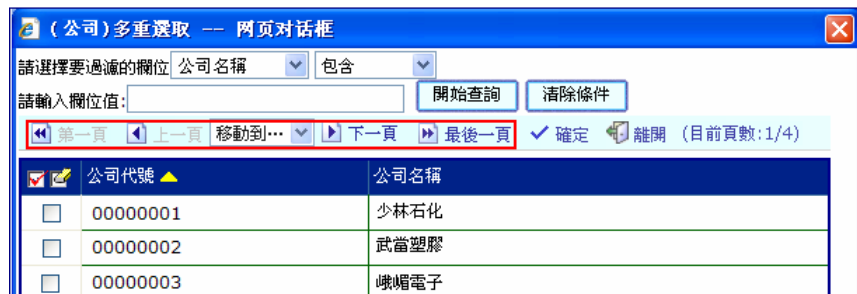 (公司)多重選取 -- 网页对话框
請選擇要過濾的欄位 公司名稱 包含
請輸入欄位值: 開始查詢 清除條件
第一頁 上一頁 移動到… 下一頁 最後一頁 確定 離開 (目前頁數:1/4)
公司代號 公司名稱
00000001 少林石化
00000002 武當塑膠
00000003 峨嵋電子